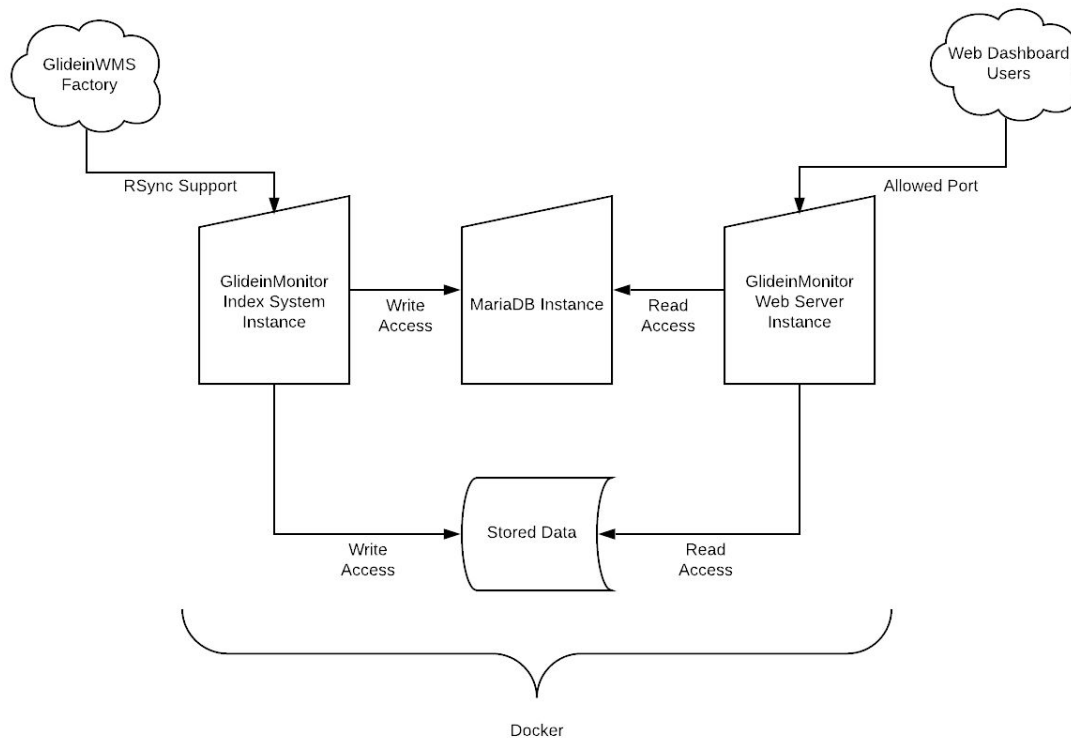 GlideinWMS
Factory
Web Dashboard
Users
RSync Support
Allowed Port
GlideinMonitor
Index System
Instance
Write
Access
MariaDB Instance
Read
Access
GlideinMonitor
Web Server
Instance
Write
Access
Stored Data
Read
Access
Docker